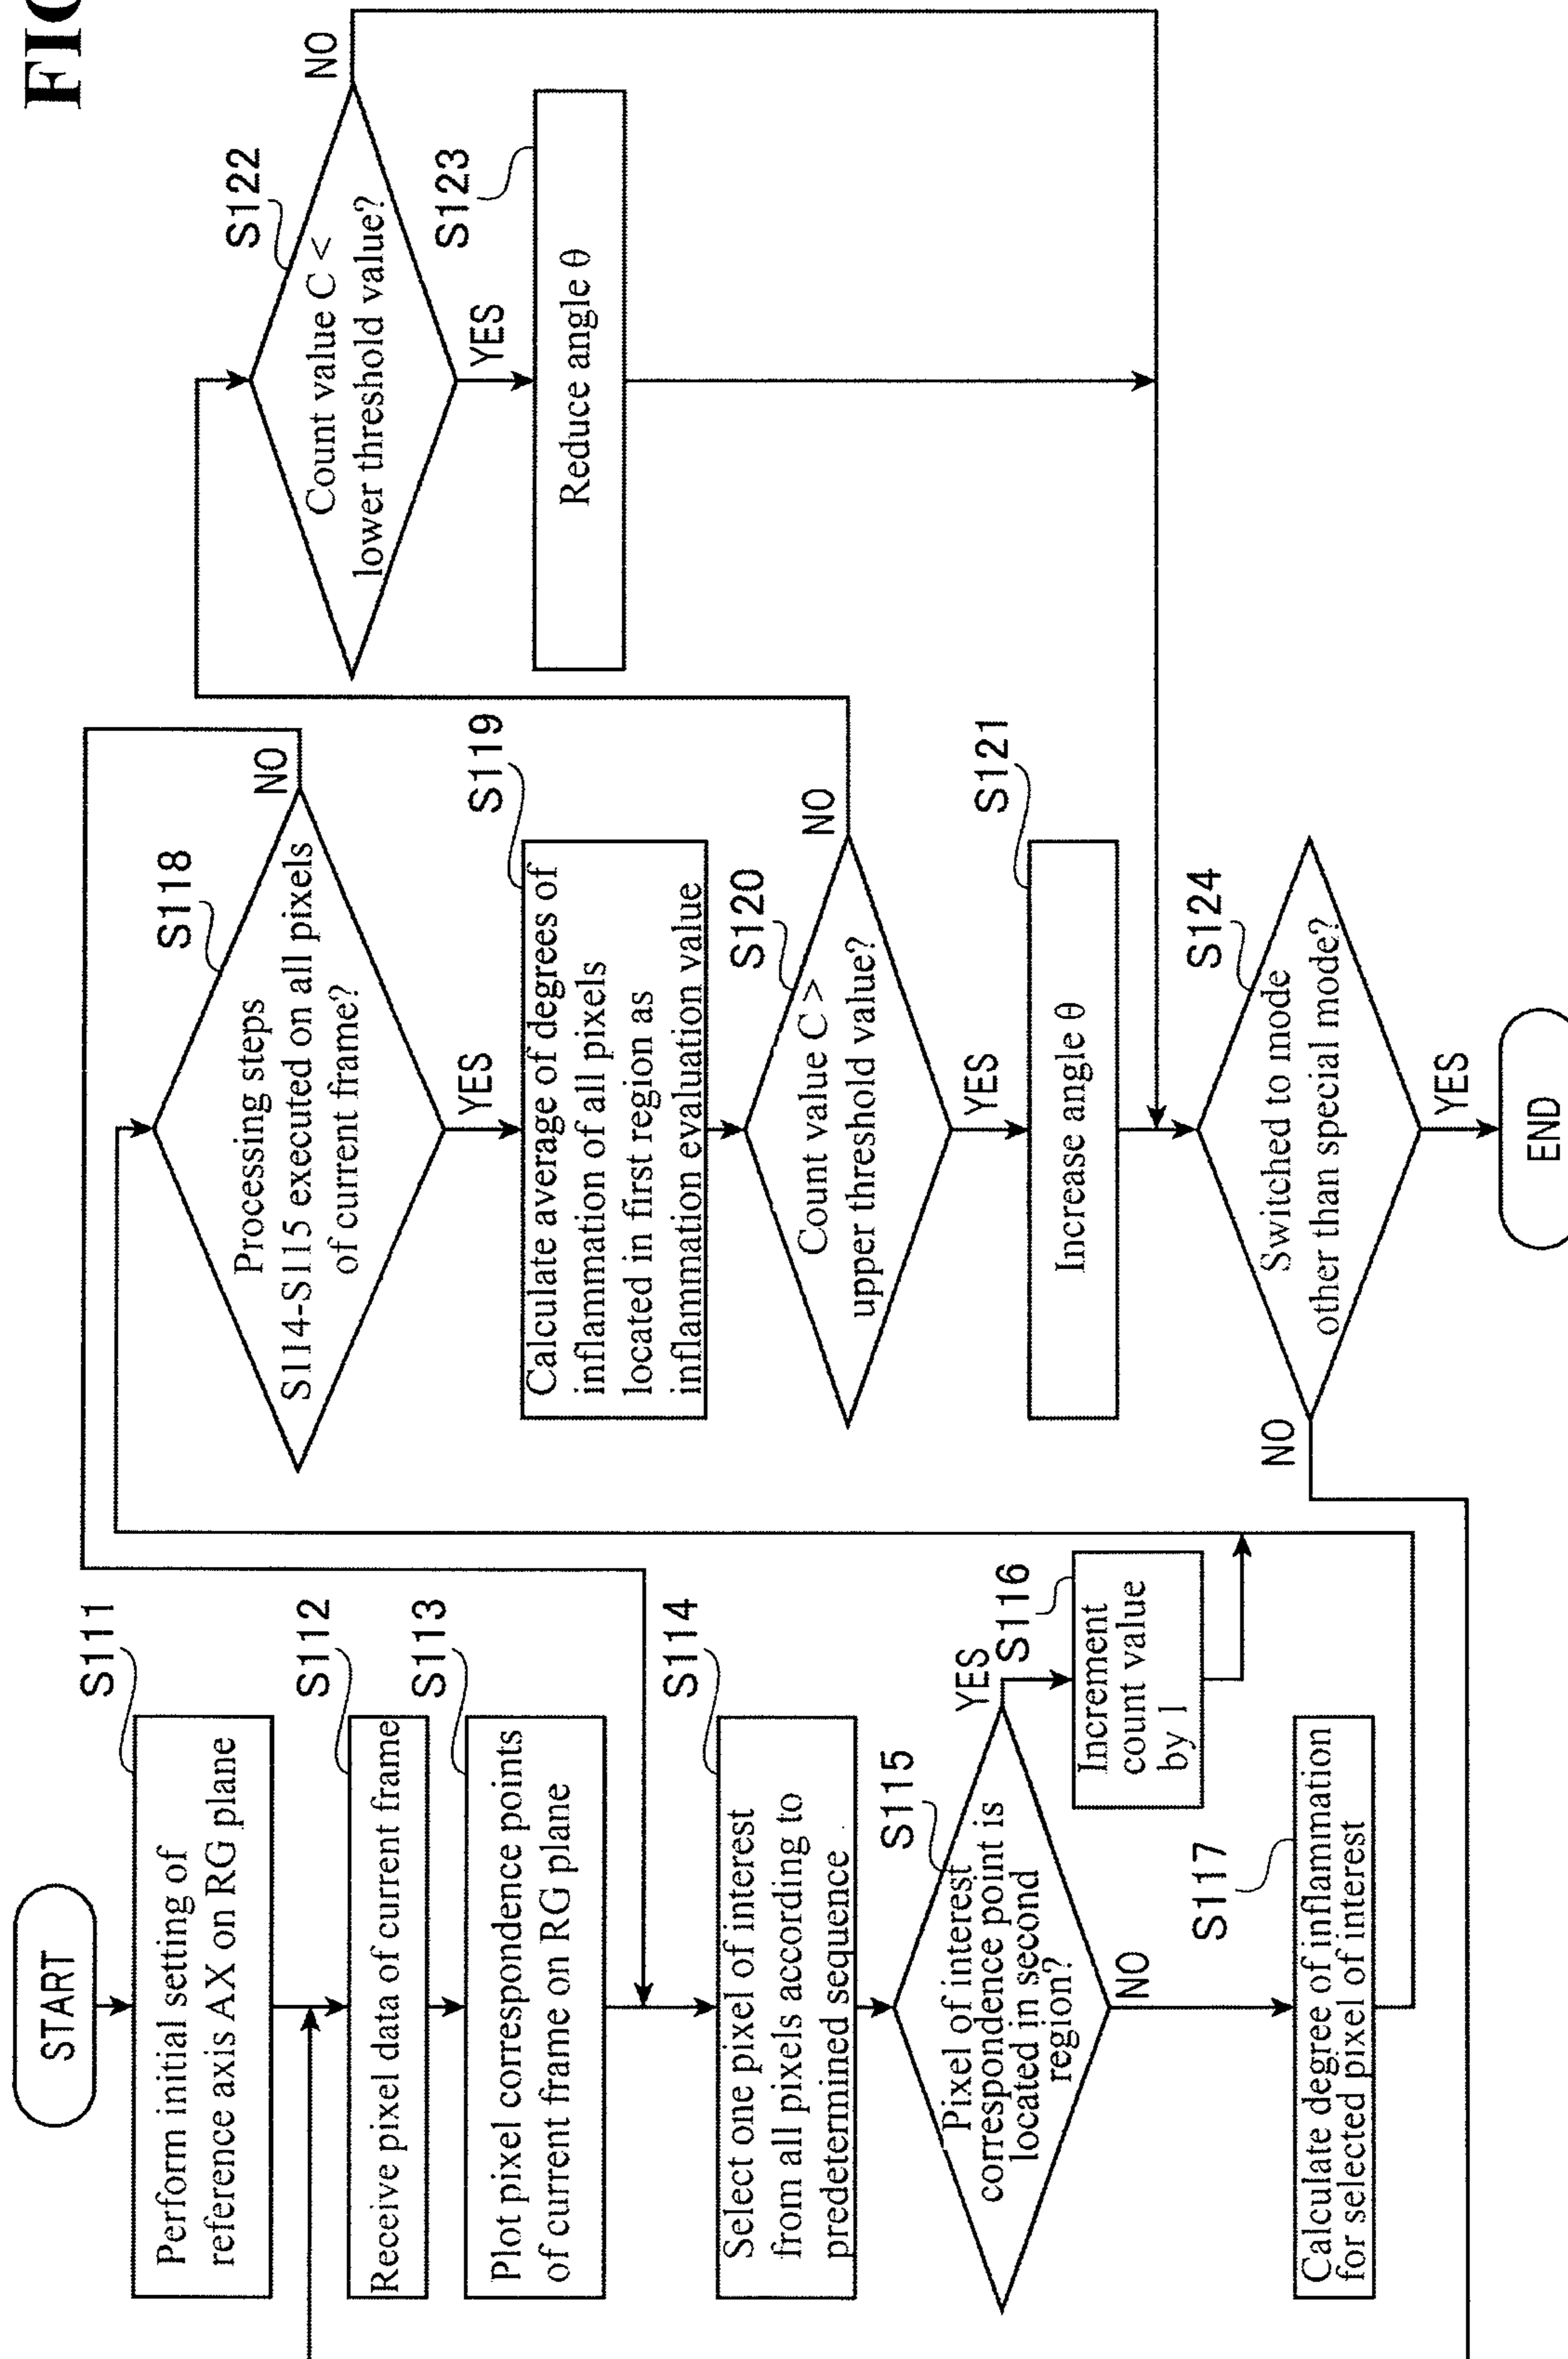 FIG
START
S111
Perform initial setting of
reference axis AX on RG plane
S112
Receive pixel data of current frame
S113
Plot pixel correspondence points
of current frame on RG plane
S114
Select one pixel of interest
from all pixels according to
predetermined sequence
S115
Pixel of interest
correspondence point is
located in second
region?
YES
S116
Increment
count value
by 1
NO
S117
Calculate degree of inflammation
for selected pixel of interest
S118
Processing steps
S114-S115 executed on all pixels
of current frame?
NO
YES
S119
Calculate average of degrees of
inflammation of all pixels
located in first region as
inflammation evaluation value
S120
Count value C >
upper threshold value?
NO
YES
S121
Increase angle θ
S122
Count value C <
lower threshold value?
NO
YES
S123
Reduce angle θ
S124
Switched to mode
other than special mode?
NO
YES
END